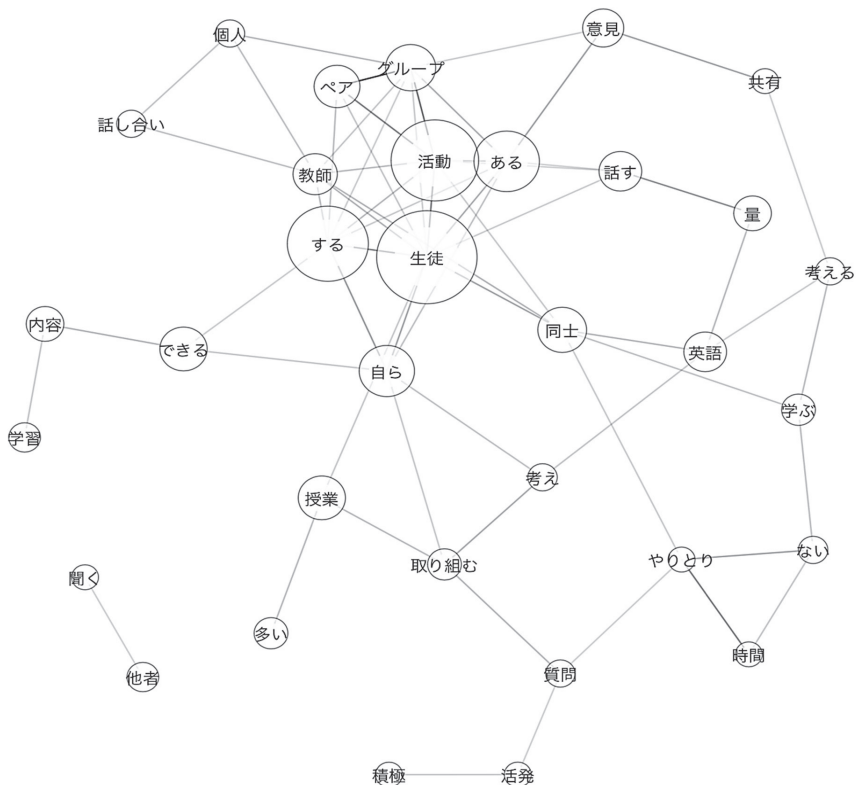 意見
個人
グループ
共有
ペア
話し合い
活動
ある
話す
教師
量
する
生徒
考える
内容
同士
できる
英語
自ら
学ぶ
学習
考え
授業
ない
やりとり
取り組む
聞く
多い
時間
質問
他者
積極
活発